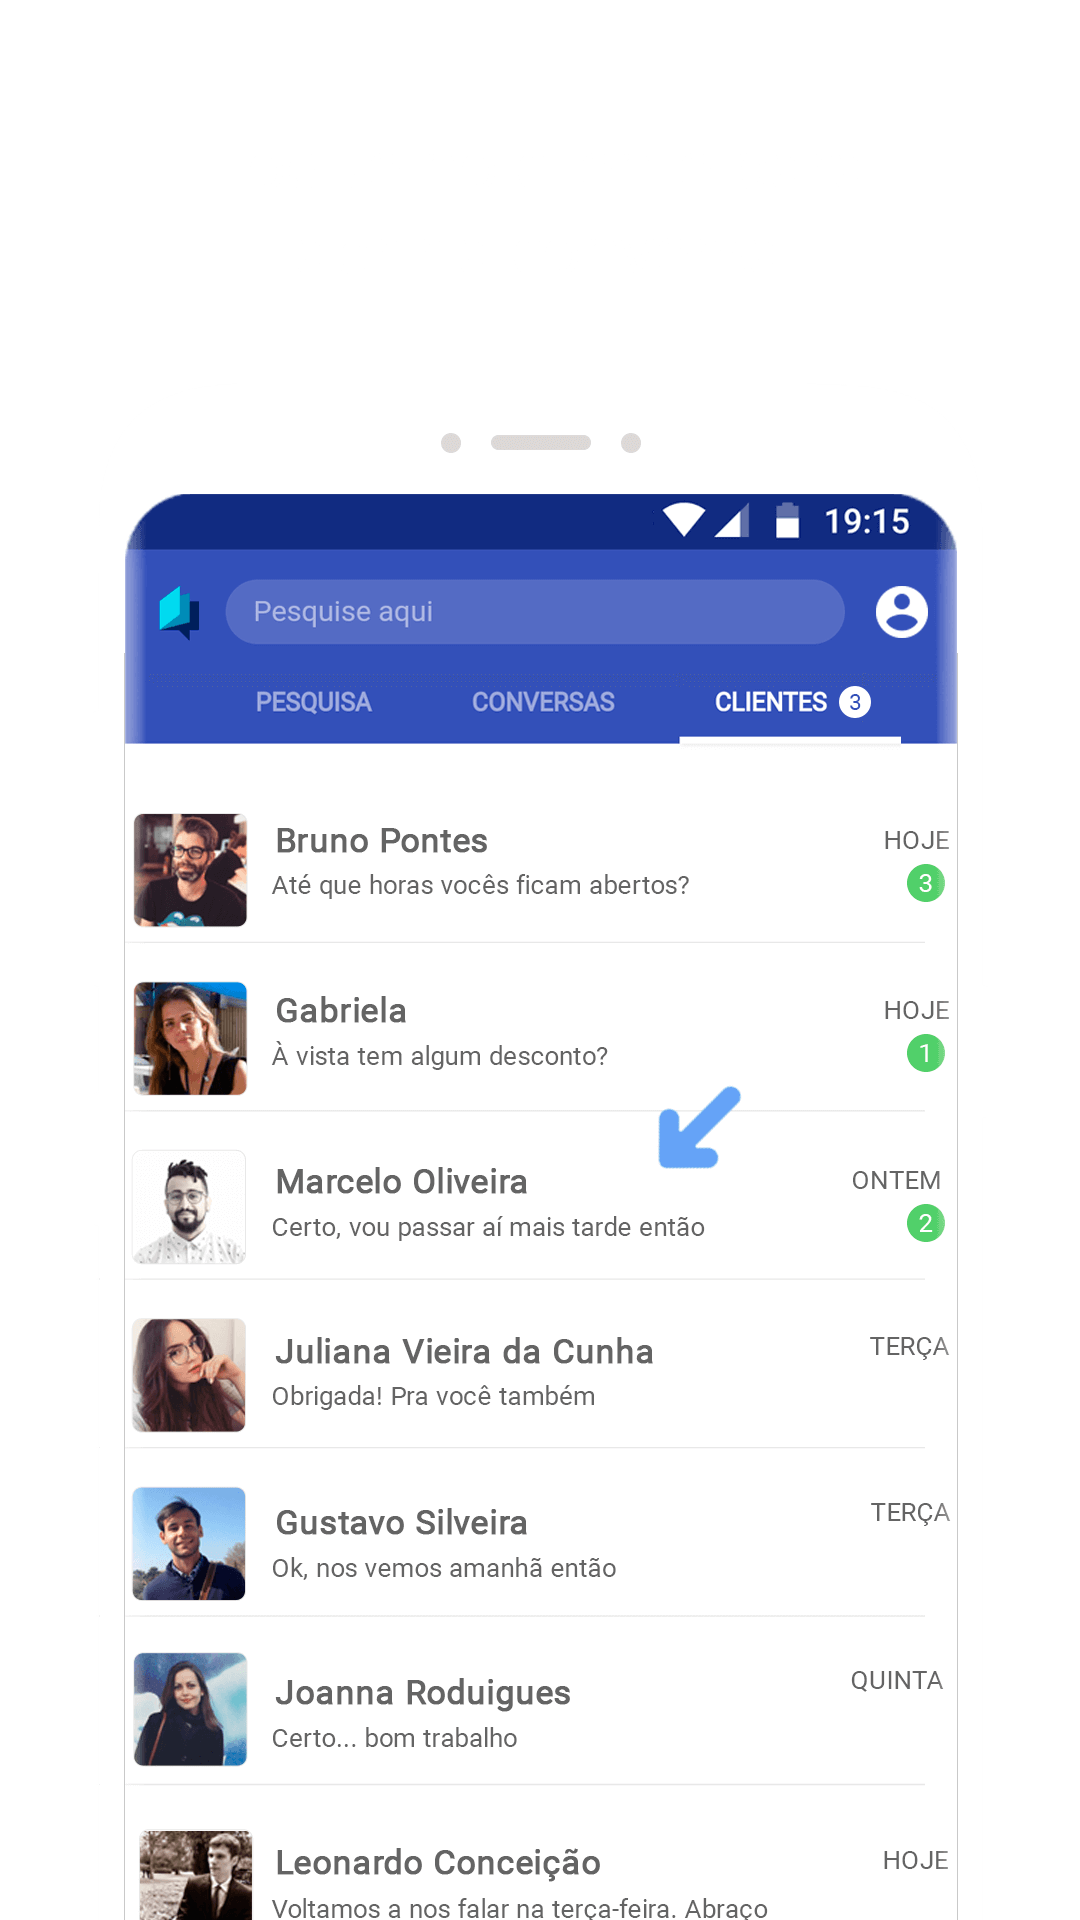 19:15
Pesquise aqui
PESQUISA CONVERSAS CLIENTES 3
Bruno Pontes HOJE
Até que horas vocês ficam abertos? 3
Gabriela HOJE
À vista tem algum desconto? 1
Marcelo Oliveira ONTEM
Certo, vou passar aí mais tarde então 2
Juliana Vieira da Cunha TERÇA
Obrigada! Pra você também
Gustavo Silveira TERÇA
Ok, nos vemos amanhã então
Joanna Roduigues QUINTA
Certo... bom trabalho
Leonardo Conceição HOJE
Voltamos a nos falar na terça-feira. Abraço